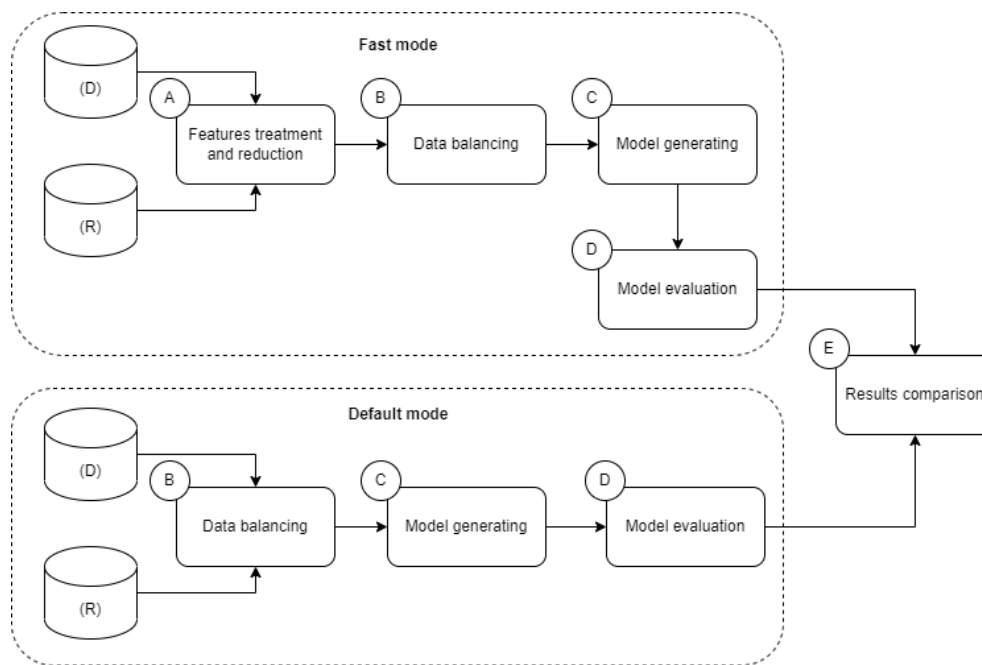 Fast mode
(D)
A
B
C
Features treatment
and reduction
Data balancing
Model generating
(R)
D
Model evaluation
E
Results comparison
Default mode
(D)
B
C
D
Data balancing
Model generating
Model evaluation
(R)